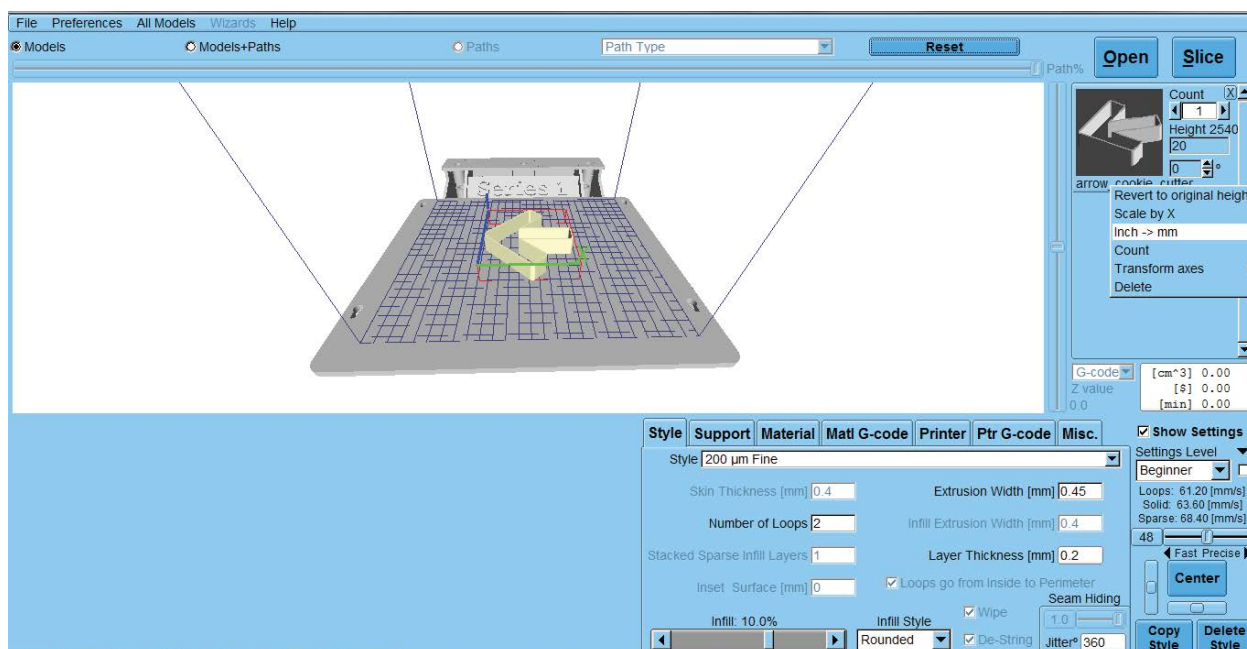 File Preferences All Models Wizards Help
Models Models+Paths Paths Path Type Reset
Path%
Open Slice
Count X
1
Height 2540
20
0 °
arrow_cookie_cutter
Revert to original heigh
Scale by X
Inch -> mm
Count
Transform axes
Delete
Series 1
G-code
Z value
0.0
[cm^3] 0.00
[$] 0.00
[min] 0.00
Style Support Material Matl G-code Printer Ptr G-code Misc.
Style 200 µm Fine
Skin Thickness [mm] 0.4 Extrusion Width [mm] 0.45
Number of Loops 2 Infill Extrusion Width [mm] 0.4
Stacked Sparse Infill Layers 1 Layer Thickness [mm] 0.2
Inset Surface [mm] 0 Loops go from Inside to Perimeter
Infill: 10.0% Infill Style Wipe
Rounded De-String
Seam Hiding
1.0
Jitterº 360
Show Settings
Settings Level
Beginner
Loops: 61.20 [mm/s]
Solid: 63.60 [mm/s]
Sparse: 68.40 [mm/s]
48
Fast Precise
Center
Copy Style
Delete Style